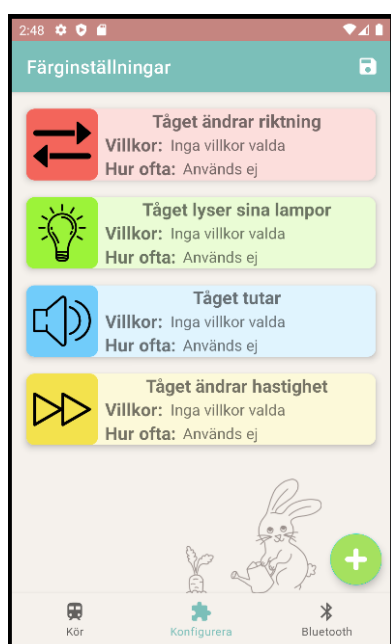 2:48
Färginställningar
Tåget ändrar riktning
Villkor: Inga villkor valda
Hur ofta: Används ej
Tåget lyser sina lampor
Villkor: Inga villkor valda
Hur ofta: Används ej
Tåget tutar
Villkor: Inga villkor valda
Hur ofta: Används ej
Tåget ändrar hastighet
Villkor: Inga villkor valda
Hur ofta: Används ej
Kör Konfigurera Bluetooth